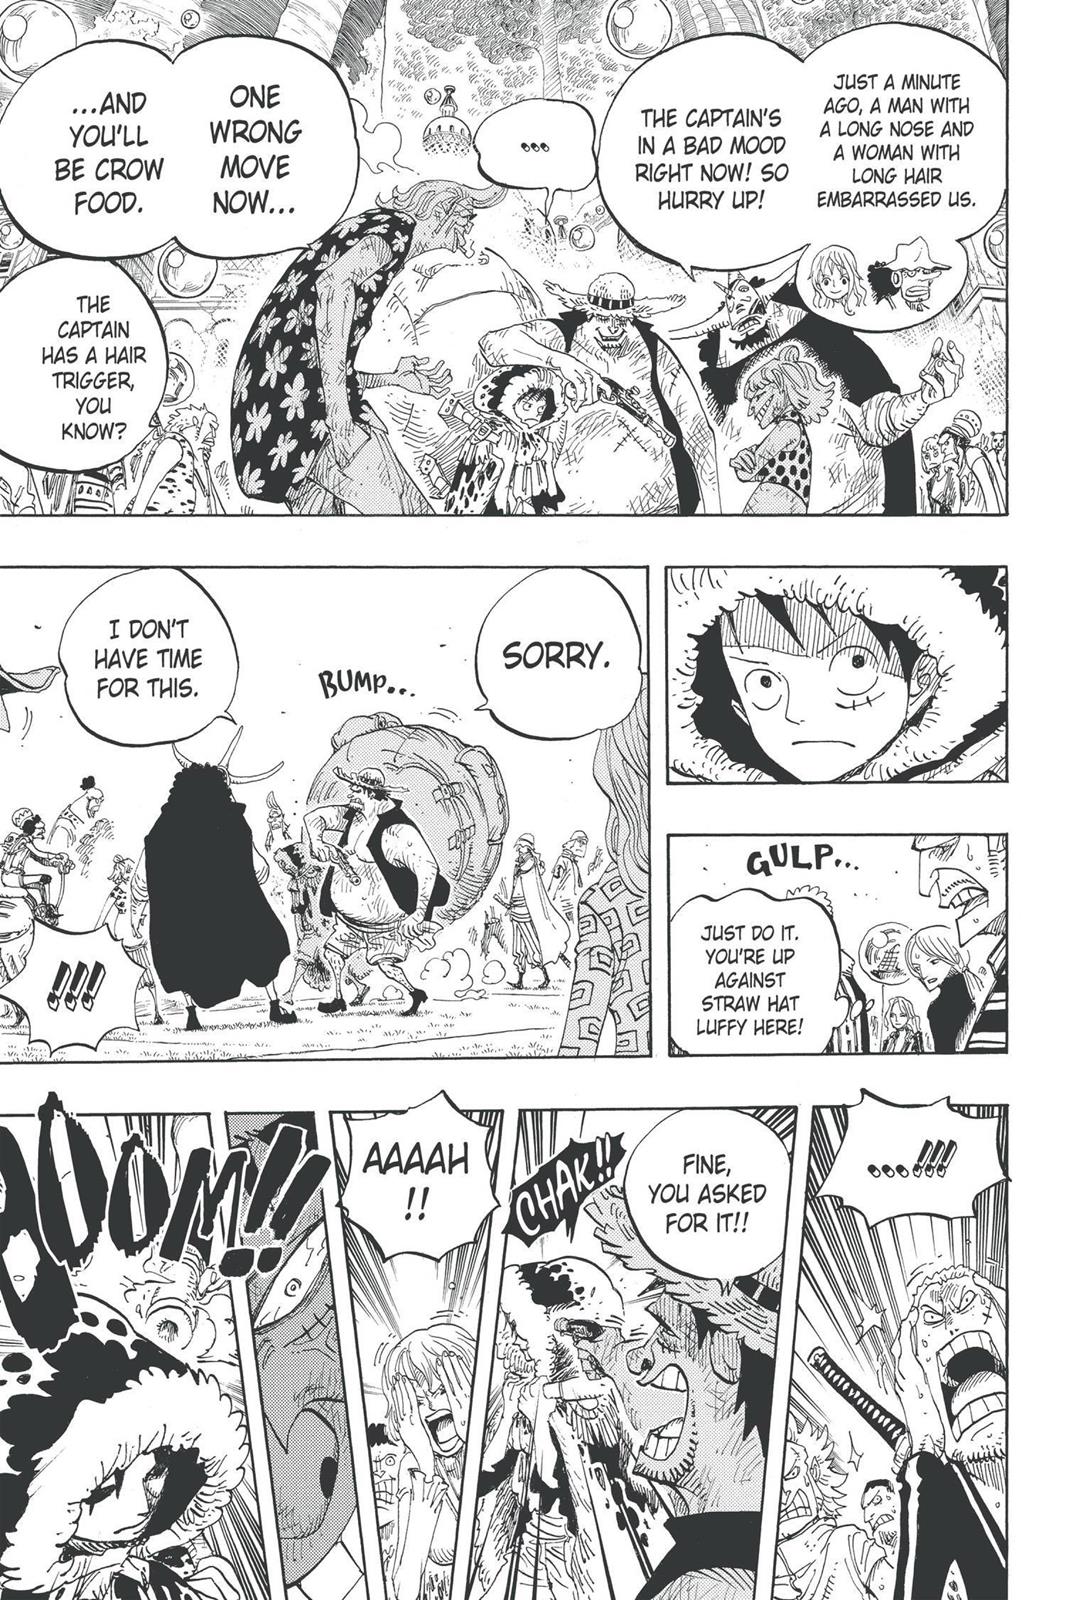 JUST A MINUTE
AGO, A MAN WITH
A LONG NOSE AND
A WOMAN WITH
LONG HAIR
EMBARRASSED US.
THE CAPTAIN'S
IN A BAD MOOD
RIGHT NOW! SO
HURRY UP!
...
ONE
WRONG
MOVE
NOW...
...AND
YOU'LL
BE CROW
FOOD.
THE
CAPTAIN
HAS A HAIR
TRIGGER,
YOU
KNOW?
SORRY.
BUMP...
I DON'T
HAVE TIME
FOR THIS.
!!!!
GULP...
JUST DO IT.
YOU'RE UP
AGAINST
STRAW HAT
LUFFY HERE!
...!!!
FINE,
YOU ASKED
FOR IT!!
CHAK!!
AAAAH
!!